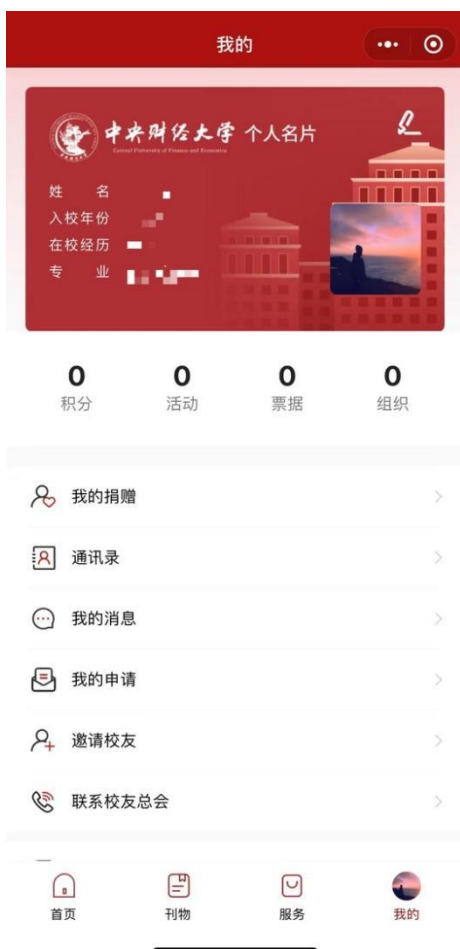 我的
中央财经大学 个人名片
Central University of Finance and Economics
姓 名
入校年份
在校经历
专 业
0 0 0 0
积分 活动 票据 组织
我的捐赠
通讯录
我的消息
我的申请
邀请校友
联系校友总会
首页 刊物 服务 我的